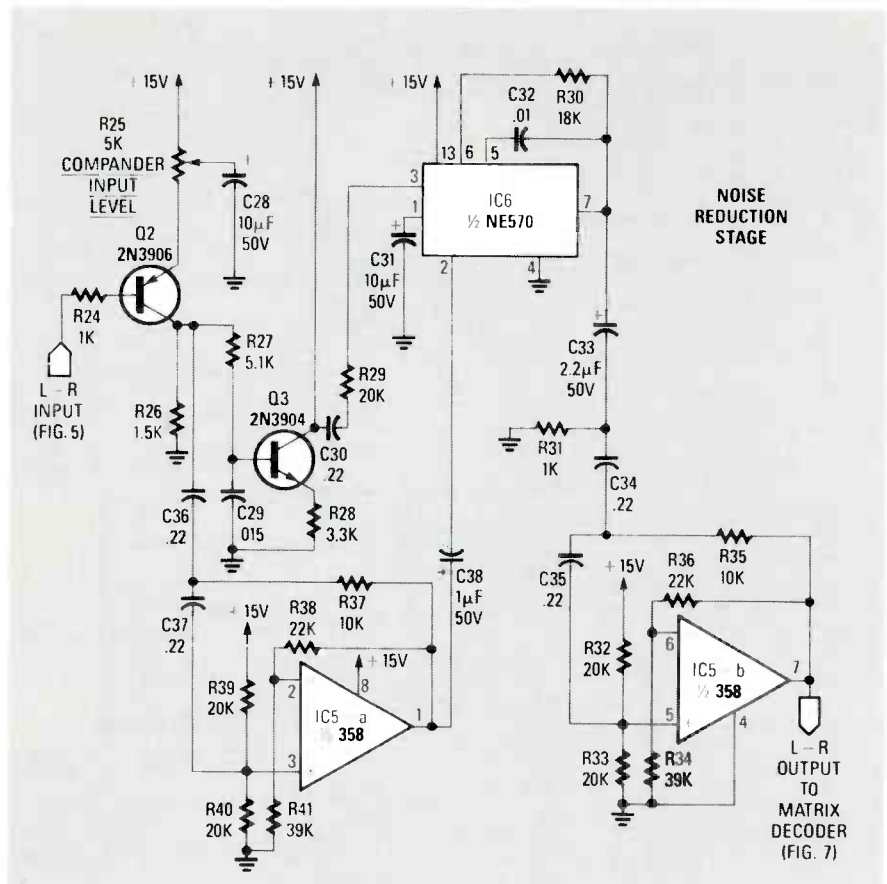 + 15V
+ 15V
+ 15V
R25
5K
COMPANDER
INPUT
LEVEL
+
C28
10µF
50V
Q2
2N3906
R24
1K
L – R
INPUT
(FIG. 5)
R26
1.5K
R27
5.1K
Q3
2N3904
C30
.22
R29
20K
C29
.015
R28
3.3K
C36
.22
C37
.22
C32
.01
R30
18K
13
6
5
3
1
2
4
7
IC6
½ NE570
+
C31
10µF
50V
NOISE
REDUCTION
STAGE
+
C33
2.2µF
50V
R31
1K
C34
.22
C35
.22
C38
1µF
50V
+
+ 15V
R39
20K
R38
22K
R37
10K
+ 15V
2
8
IC5 a
358
1
3
R40
20K
R41
39K
+ 15V
R36
22K
R35
10K
R32
20K
6
IC5 b
½ 358
7
5
+
4
R33
20K
R34
39K
L – R
OUTPUT
TO
MATRIX
DECODER
(FIG. 7)